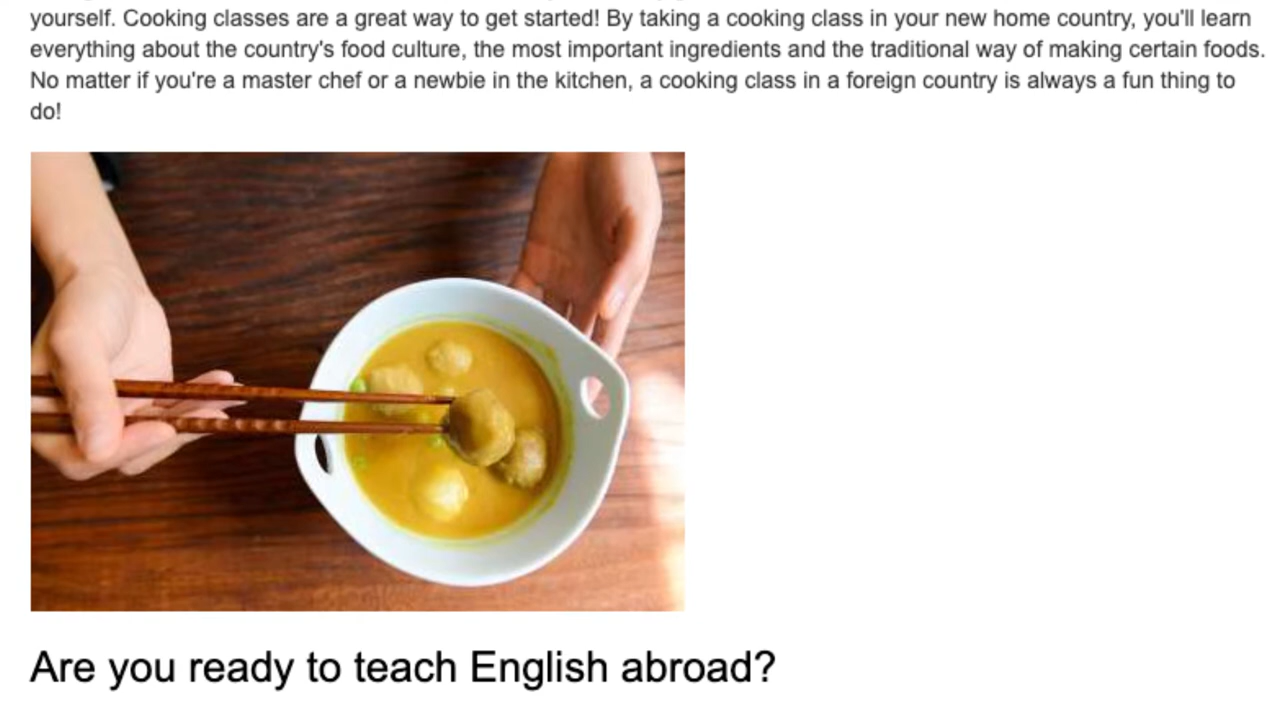 yourself. Cooking classes are a great way to get started! By taking a cooking class in your new home country, you'll learn
everything about the country's food culture, the most important ingredients and the traditional way of making certain foods.
No matter if you're a master chef or a newbie in the kitchen, a cooking class in a foreign country is always a fun thing to
do!
Are you ready to teach English abroad?